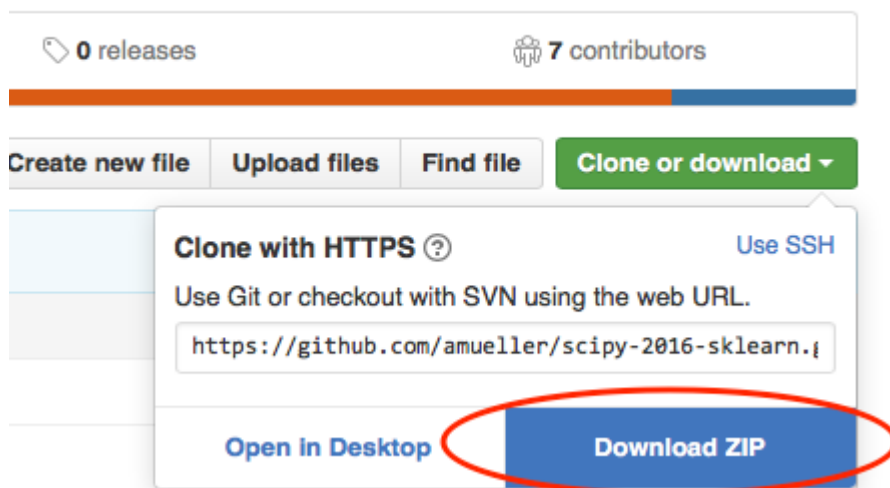 0 releases
7 contributors
Create new file
Upload files
Find file
Clone or download
Clone with HTTPS ?
Use SSH
Use Git or checkout with SVN using the web URL.
https://github.com/amueller/scipy-2016-sklearn.g
Open in Desktop
Download ZIP